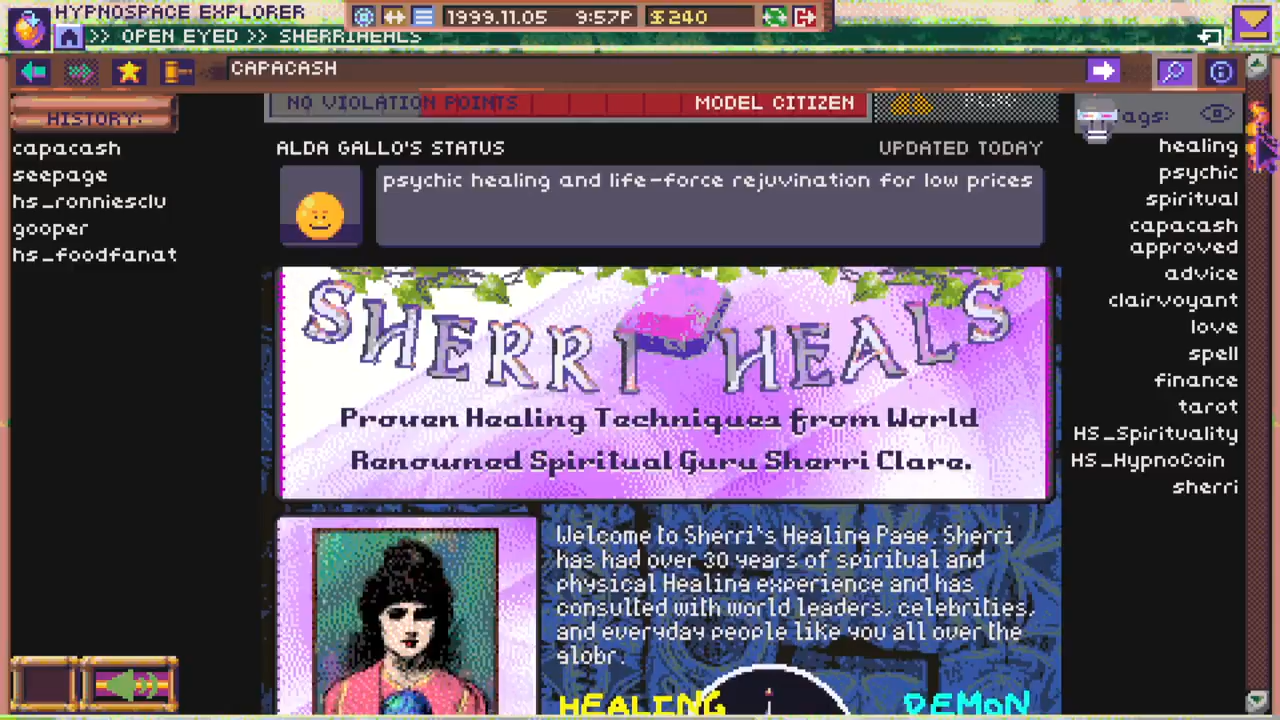 HYPNOSPACE EXPLORER
1999.11.05 9:57P 240
>> OPEN EYED >> SHERRIHEALS
CAPACASH
HISTORY:
capacash
seepage
hs_ronniesclu
gooper
hs_foodfanat
NO VIOLATION POINTS
MODEL CITIZEN
ALDA GALLO'S STATUS
UPDATED TODAY
psychic healing and life-force rejuvination for low prices
SHERRI HEALS
Proven Healing Techniques from World
Renowned Spiritual Guru Sherri Clare.
Welcome to Sherri's Healing Page. Sherri
has had over 30 years of spiritual and
physical Healing experience and has
consulted with world leaders, celebrities,
and everyday people like you all over the
globr.
HEALING
DEMON
ags:
healing
psychic
spiritual
capacash
approved
advice
clairvoyant
love
spell
finance
tarot
HS_Spirituality
HS_HypnoCoin
sherri